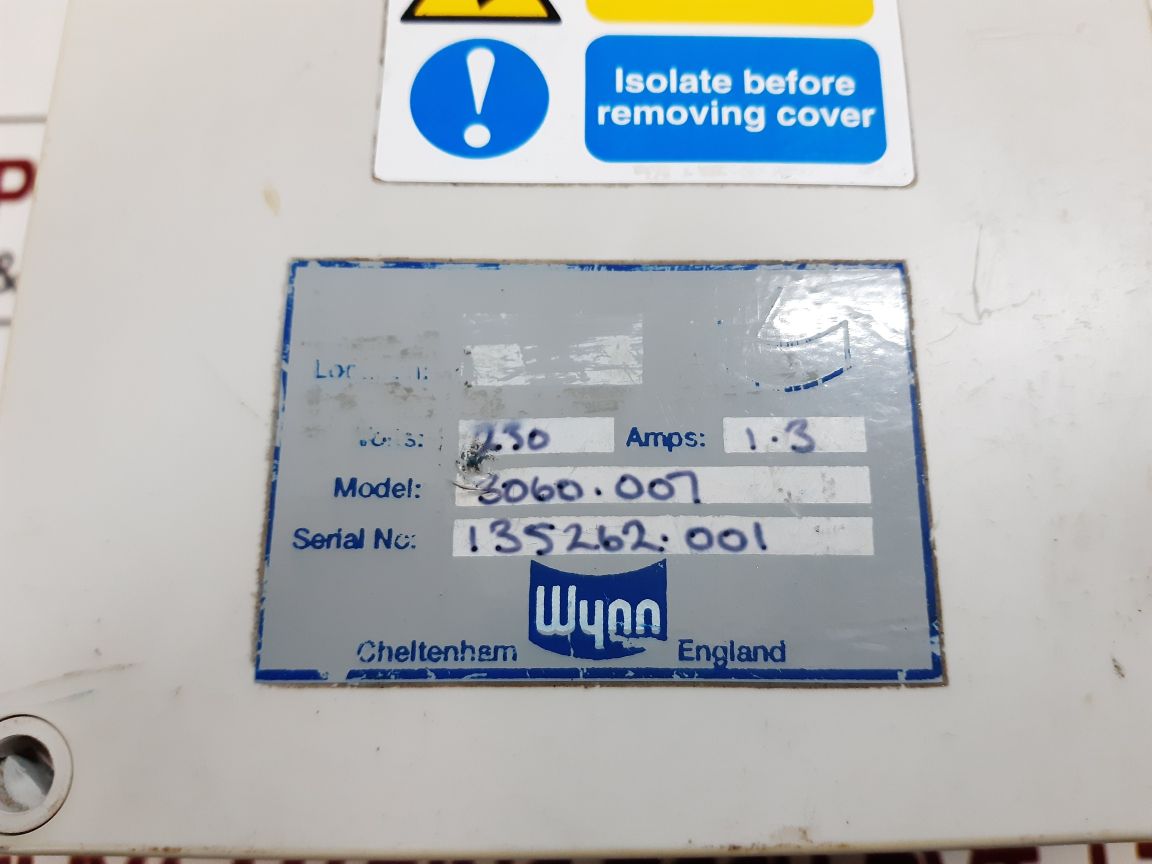 Isolate before
removing cover
P
&
Volts: 230 Amps: 1.3
Model: 3060.007
Serial No: 135262.001
Wynn
Cheltenham England